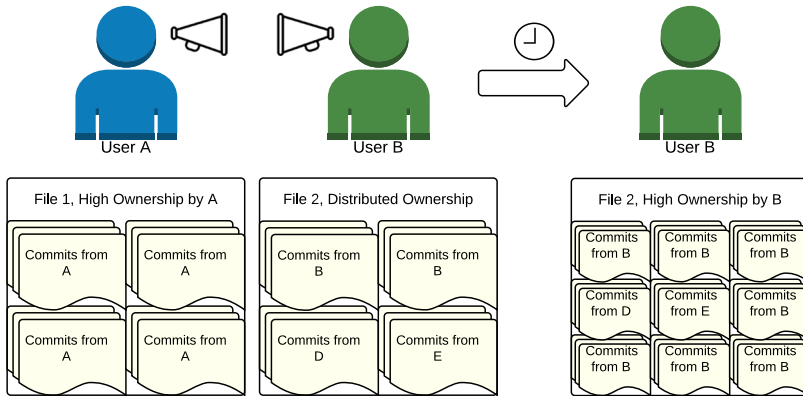 User A
User B
User B
File 1, High Ownership by A
File 2, Distributed Ownership
File 2, High Ownership by B
Commits from
A
Commits from
A
Commits from
A
Commits from
A
Commits from
B
Commits from
B
Commits from
D
Commits from
E
Commits
from B
Commits
from B
Commits
from B
Commits
from D
Commits
from E
Commits
from B
Commits
from B
Commits
from B
Commits
from B